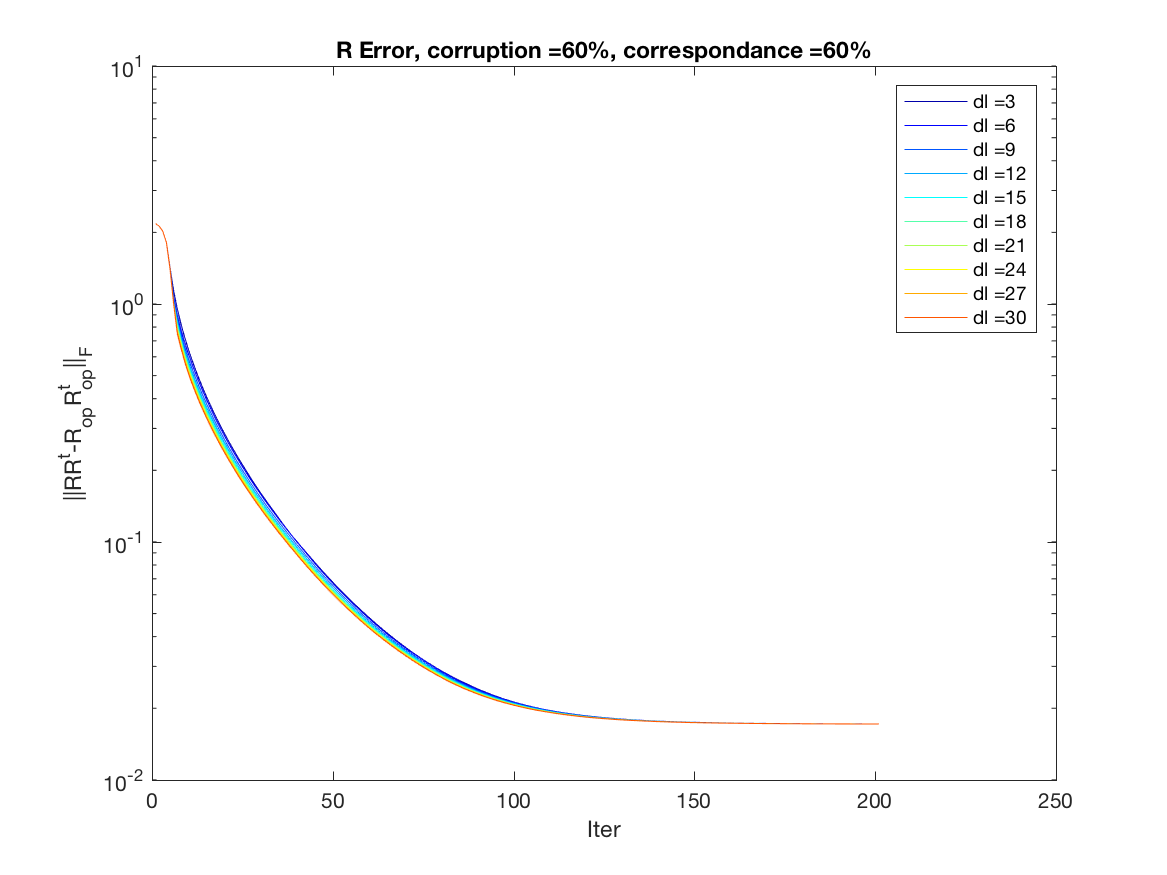 R Error, corruption =60%, correspondance =60%
10^1
10^0
10^-1
10^-2
||RR^t-R_op R_op^t||_F
dl =3
dl =6
dl =9
dl =12
dl =15
dl =18
dl =21
dl =24
dl =27
dl =30
0 50 100 150 200 250
Iter